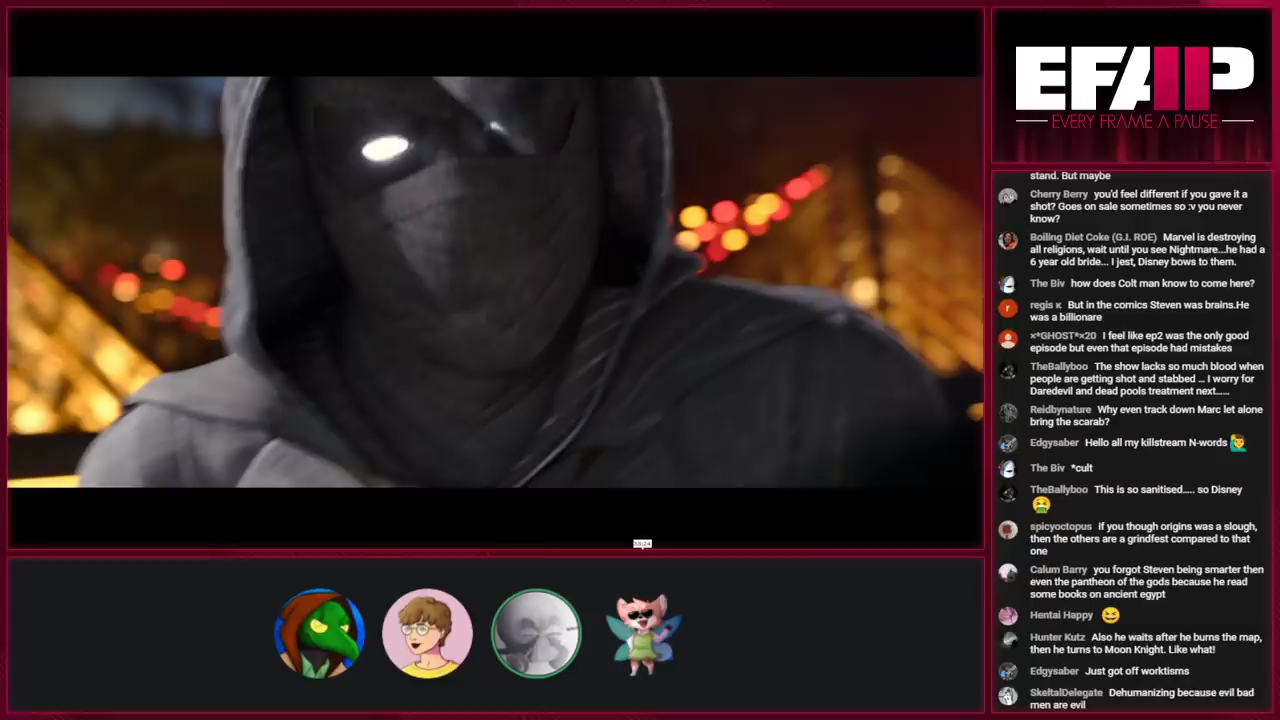 EFAP
EVERY FRAME A PAUSE
stand. But maybe
Cherry Berry you'd feel different if you gave it a
shot? Goes on sale sometimes so :v you never
know?
Boiling Diet Coke (G.I. ROE) Marvel is destroying
all religions, wait until you see Nightmare...he had a
6 year old bride... I jest, Disney bows to them.
The Biv how does Colt man know to come here?
regis к But in the comics Steven was brains.He
was a billionare
×*GHOST*×20 I feel like ep2 was the only good
episode but even that episode had mistakes
TheBallyboo The show lacks so much blood when
people are getting shot and stabbed ... I worry for
Daredevil and dead pools treatment next......
Reidbynature Why even track down Marc let alone
bring the scarab?
Edgysaber Hello all my killstream N-words
The Biv *cult
TheBallyboo This is so sanitised..... so Disney
spicyoctopus if you though origins was a slough,
then the others are a grindfest compared to that
one
Calum Barry you forgot Steven being smarter then
even the pantheon of the gods because he read
some books on ancient egypt
Hentai Happy
Hunter Kutz Also he waits after he burns the map,
then he turns to Moon Knight. Like what!
Edgysaber Just got off worktisms
SkeltalDelegate Dehumanizing because evil bad
men are evil